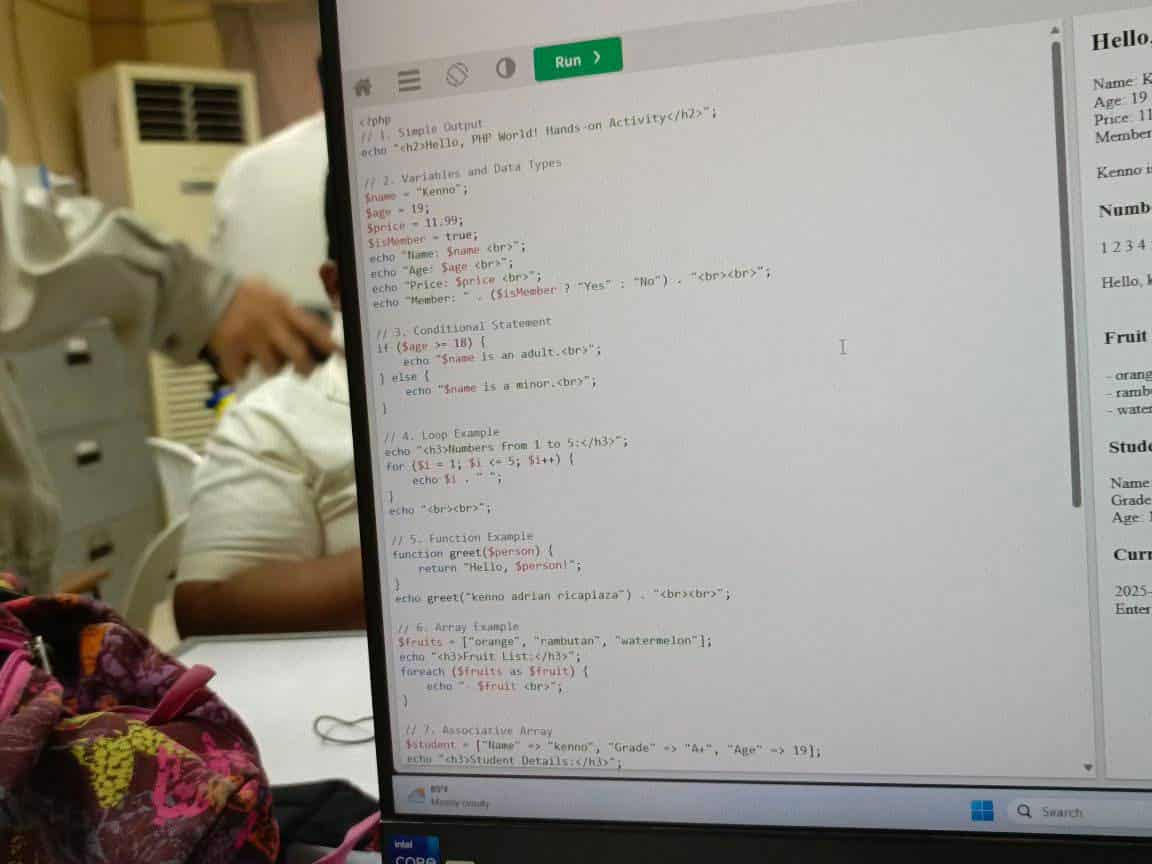 Run >
<?php
// 1. Simple Output
echo "<h2>Hello, PHP World! Hands-on Activity</h2>";
// 2. Variables and Data Types
$name = "Kenno";
$age = 19;
$price = 11.99;
$isMember = true;
echo "Name: $name <br>";
echo "Age: $age <br>";
echo "Price: $price <br>";
echo "Member: " . ($isMember ? "Yes" : "No") . "<br><br>";
// 3. Conditional Statement
if ($age >= 18) {
echo "$name is an adult.<br>";
} else {
echo "$name is a minor.<br>";
}
// 4. Loop Example
echo "<h3>Numbers from 1 to 5:</h3>";
for ($i = 1; $i <= 5; $i++) {
echo $i . " ";
}
echo "<br><br>";
// 5. Function Example
function greet($person) {
return "Hello, $person!";
}
echo greet("kenno adrian ricaplaza") . "<br><br>";
// 6. Array Example
$fruits = ["orange", "rambutan", "watermelon"];
echo "<h3>Fruit List:</h3>";
foreach ($fruits as $fruit) {
echo "- $fruit <br>";
}
// 7. Associative Array
$student = ["Name" => "kenno", "Grade" => "A+", "Age" => 19];
echo "<h3>Student Details:</h3>";
Hello,
Name: K
Age: 19
Price: 11
Member
Kenno i
Numb
1 2 3 4
Hello, k
Fruit
- orang
- ramb
- water
Stude
Name
Grade
Age:
Curr
2025-
Enter
85°F
Mostly cloudy
Search
intel
CORE